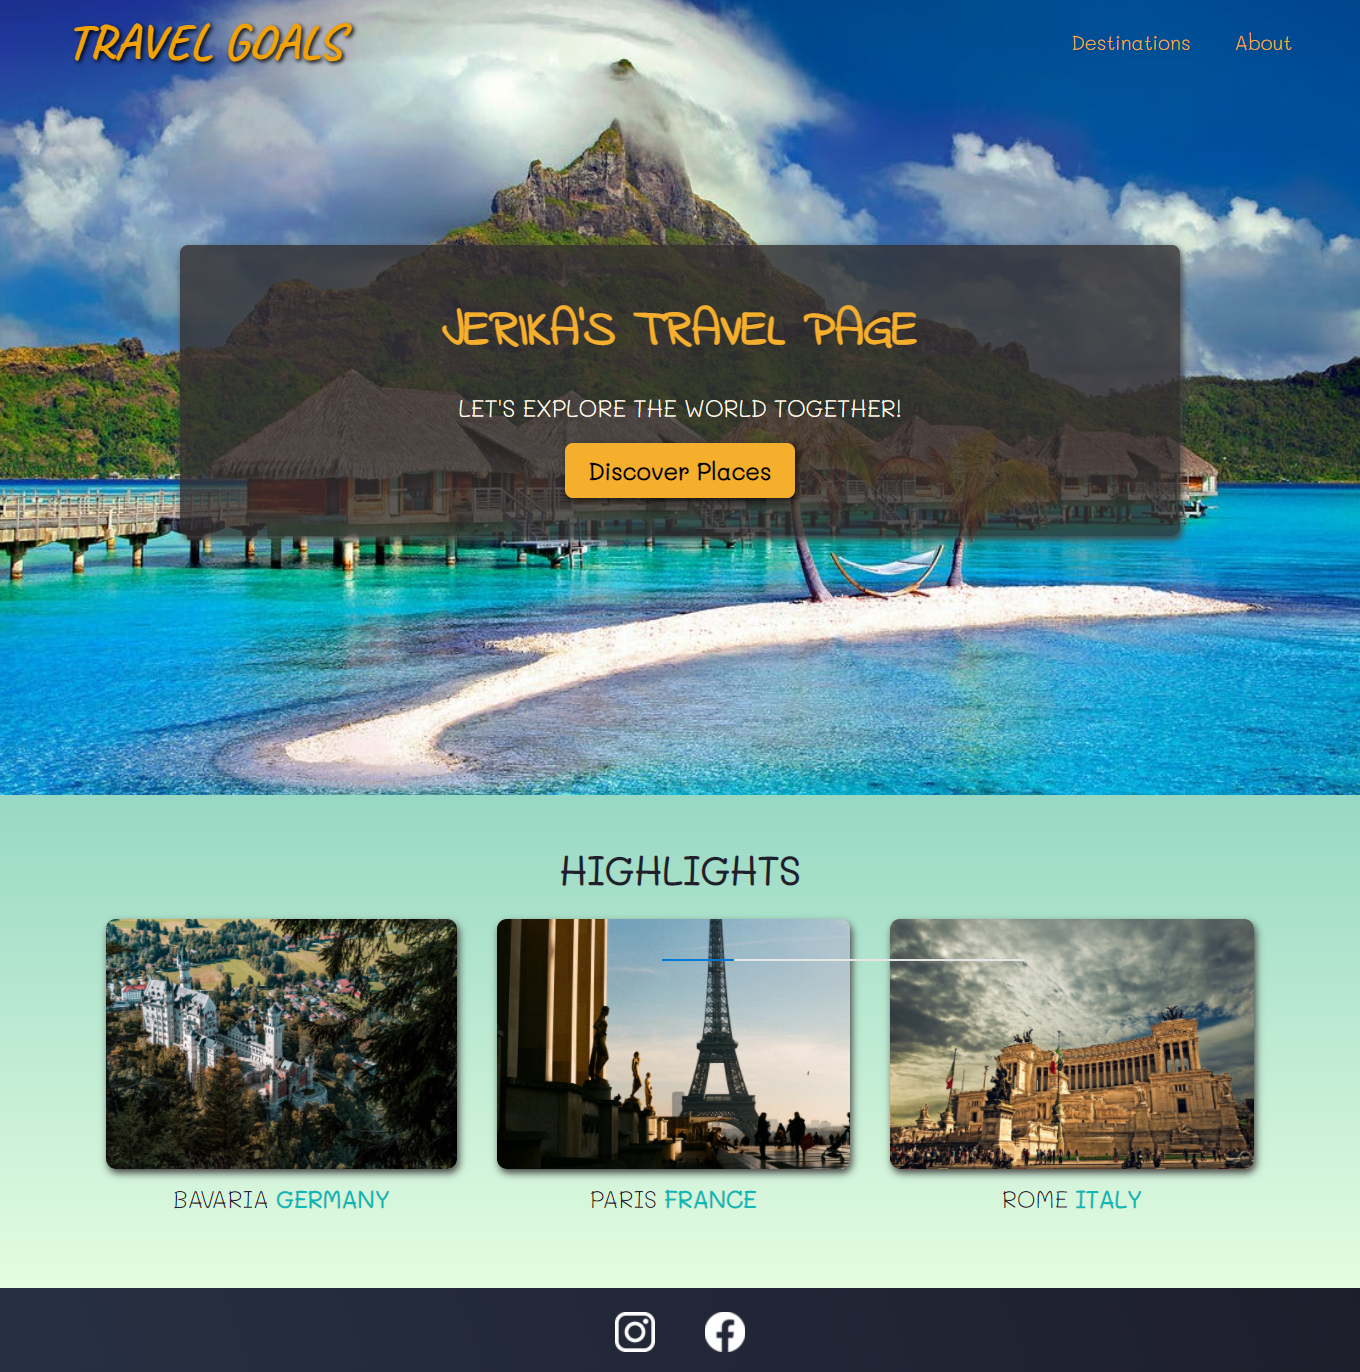 TRAVEL GOALS
Destinations
About
JERIKA'S TRAVEL PAGE
LET'S EXPLORE THE WORLD TOGETHER!
Discover Places
HIGHLIGHTS
BAVARIA GERMANY
PARIS FRANCE
ROME ITALY